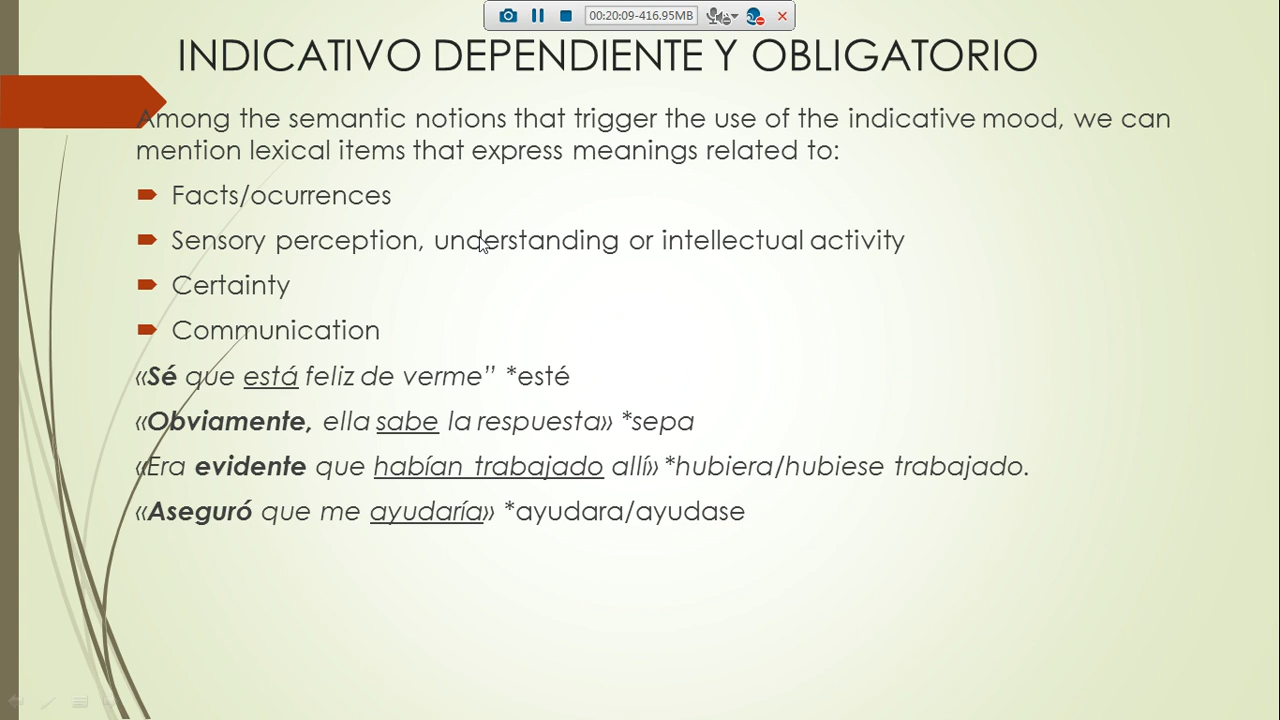 00:20:09-416.95MB
INDICATIVO DEPENDIENTE Y OBLIGATORIO
Among the semantic notions that trigger the use of the indicative mood, we can
mention lexical items that express meanings related to:
Facts/ocurrences
Sensory perception, understanding or intellectual activity
Certainty
Communication
«Sé que está feliz de verme” *esté
«Obviamente, ella sabe la respuesta» *sepa
«Era evidente que habían trabajado allí» *hubiera/hubiese trabajado.
«Aseguró que me ayudaría» *ayudara/ayudase